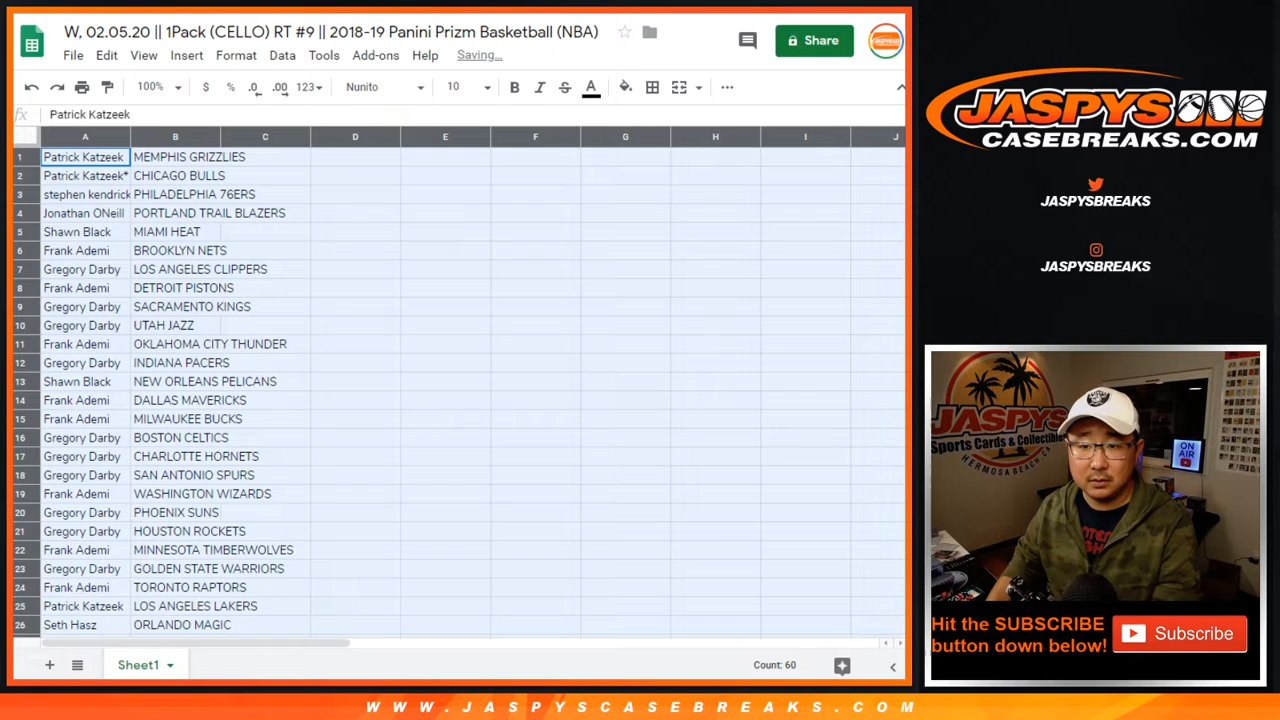 W, 02.05.20 || 1Pack (CELLO) RT #9 || 2018-19 Panini Prizm Basketball (NBA)
File Edit View Insert Format Data Tools Add-ons Help Saving...
Share
100% $ % .0 .00 123 Nunito 10 B I S A
fx Patrick Katzeek
A B C D E F G H I J
1 Patrick Katzeek MEMPHIS GRIZZLIES
2 Patrick Katzeek* CHICAGO BULLS
3 stephen kendrick PHILADELPHIA 76ERS
4 Jonathan ONeill PORTLAND TRAIL BLAZERS
5 Shawn Black MIAMI HEAT
6 Frank Ademi BROOKLYN NETS
7 Gregory Darby LOS ANGELES CLIPPERS
8 Frank Ademi DETROIT PISTONS
9 Gregory Darby SACRAMENTO KINGS
10 Gregory Darby UTAH JAZZ
11 Frank Ademi OKLAHOMA CITY THUNDER
12 Gregory Darby INDIANA PACERS
13 Shawn Black NEW ORLEANS PELICANS
14 Frank Ademi DALLAS MAVERICKS
15 Frank Ademi MILWAUKEE BUCKS
16 Gregory Darby BOSTON CELTICS
17 Gregory Darby CHARLOTTE HORNETS
18 Gregory Darby SAN ANTONIO SPURS
19 Frank Ademi WASHINGTON WIZARDS
20 Gregory Darby PHOENIX SUNS
21 Gregory Darby HOUSTON ROCKETS
22 Frank Ademi MINNESOTA TIMBERWOLVES
23 Gregory Darby GOLDEN STATE WARRIORS
24 Frank Ademi TORONTO RAPTORS
25 Patrick Katzeek LOS ANGELES LAKERS
26 Seth Hasz ORLANDO MAGIC
Sheet1
Count: 60
JASPYS
CASEBREAKS.COM
JASPYSBREAKS
JASPYSBREAKS
JASPYS
Sports Cards & Collectibles
HERMOSA BEACH, CA
ON
AIR
Hit the SUBSCRIBE
button down below!
Subscribe
WWW.JASPYSCASEBREAKS.COM